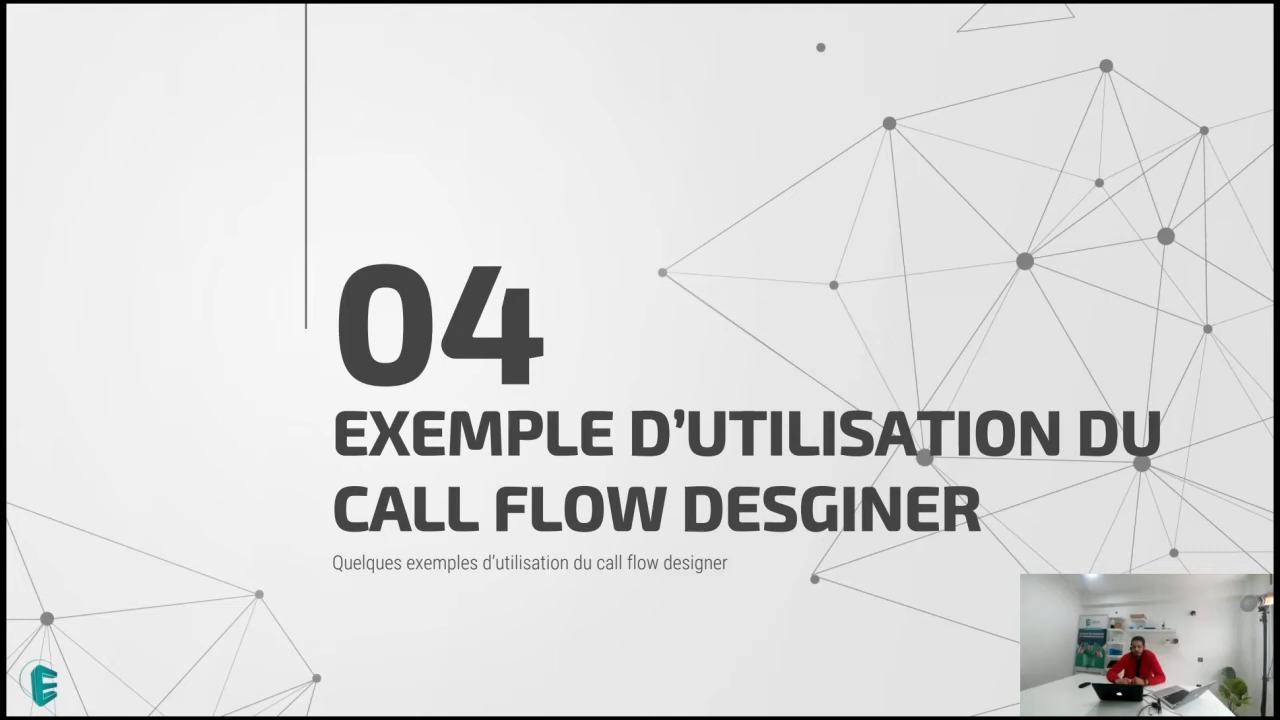 04
EXEMPLE D’UTILISATION DU
CALL FLOW DESGINER
Quelques exemples d’utilisation du call flow designer